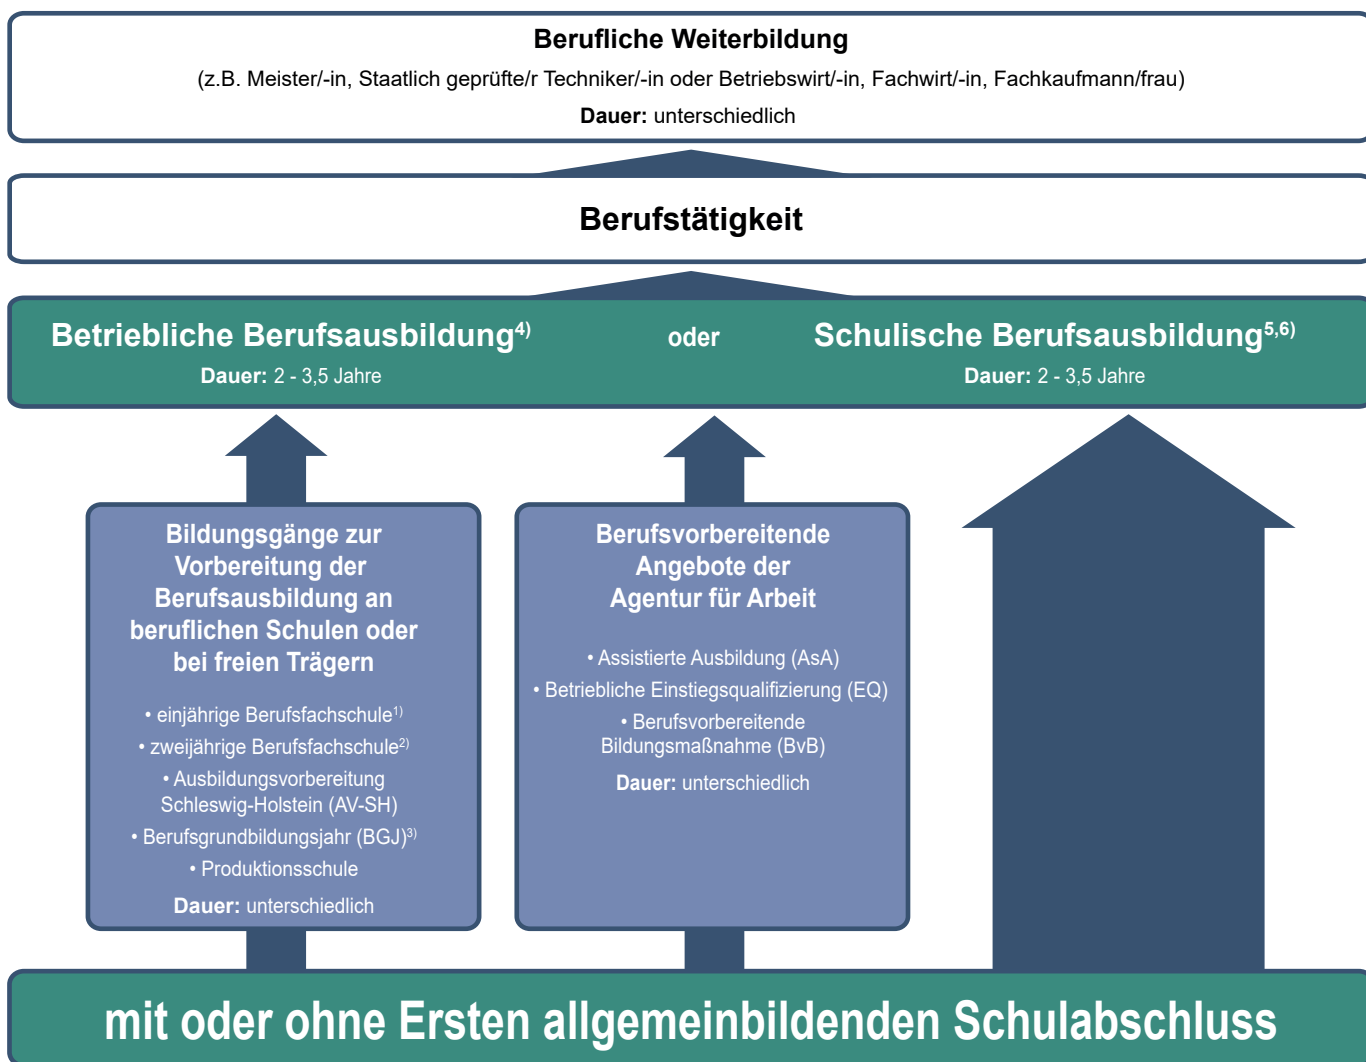 Berufliche Weiterbildung
(z.B. Meister/-in, Staatlich geprüfte/r Techniker/-in oder Betriebswirt/-in, Fachwirt/-in, Fachkaufmann/frau)
Dauer: unterschiedlich
Berufstätigkeit
Betriebliche Berufsausbildung4)
Dauer: 2 - 3,5 Jahre
oder
Schulische Berufsausbildung5,6)
Dauer: 2 - 3,5 Jahre
Bildungsgänge zur
Vorbereitung der
Berufsausbildung an
beruflichen Schulen oder
bei freien Trägern
• einjährige Berufsfachschule1)
• zweijährige Berufsfachschule2)
• Ausbildungsvorbereitung
Schleswig-Holstein (AV-SH)
• Berufsgrundbildungsjahr (BGJ)3)
• Produktionsschule
Dauer: unterschiedlich
Berufsvorbereitende
Angebote der
Agentur für Arbeit
• Assistierte Ausbildung (AsA)
• Betriebliche Einstiegsqualifizierung (EQ)
• Berufsvorbereitende
Bildungsmaßnahme (BvB)
Dauer: unterschiedlich
mit oder ohne Ersten allgemeinbildenden Schulabschluss